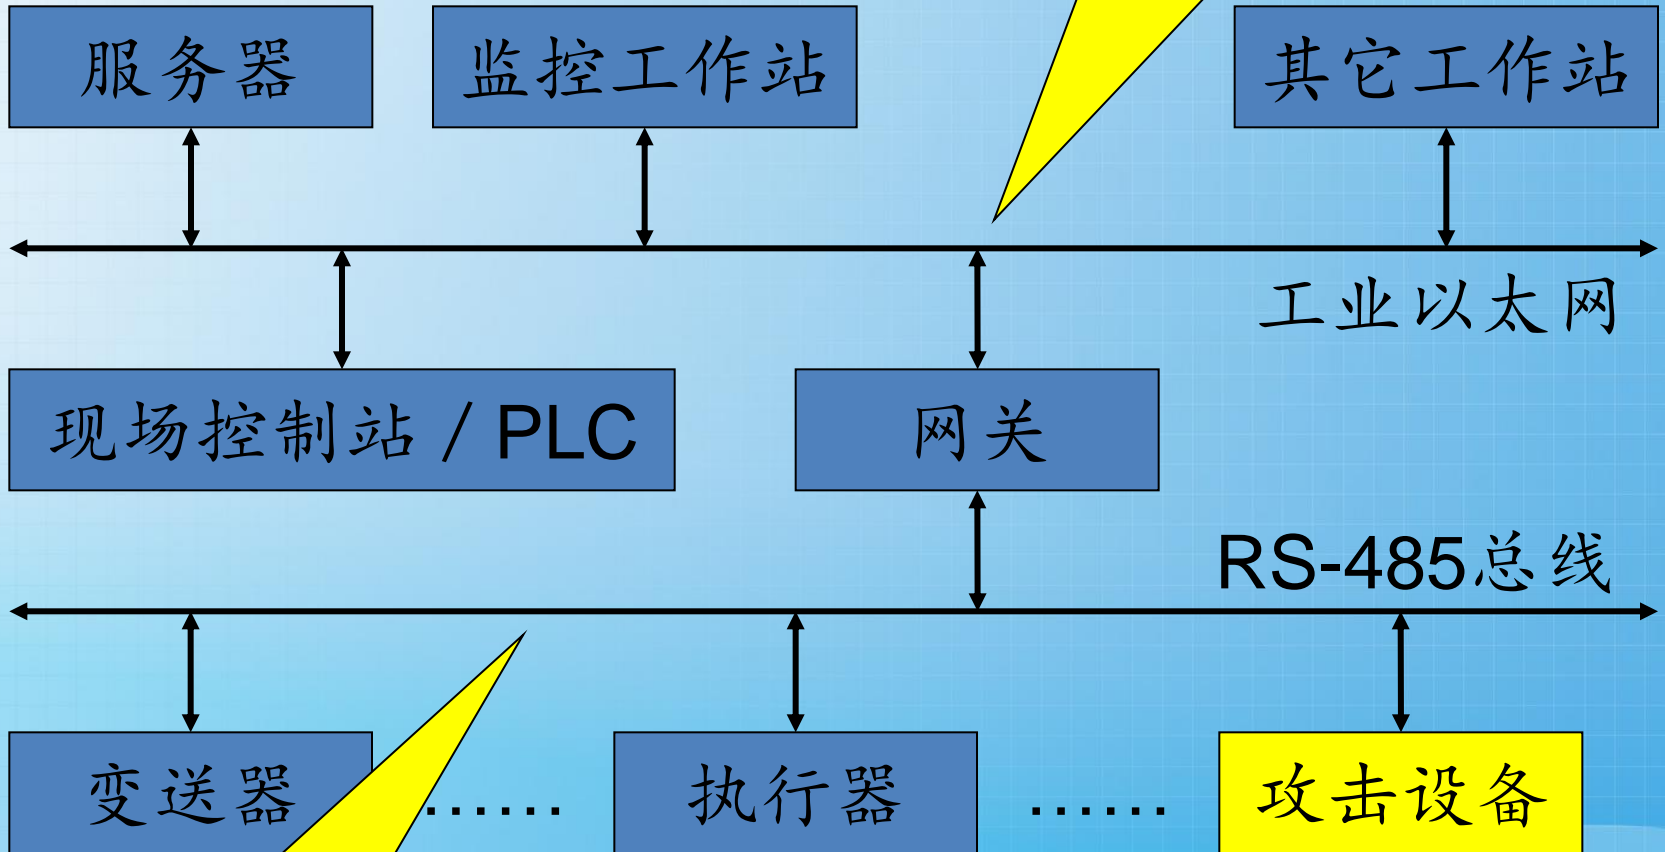 服务器
监控工作站
其它工作站
工业以太网
现场控制站 / PLC
网关
RS-485总线
变送器
……
执行器
……
攻击设备